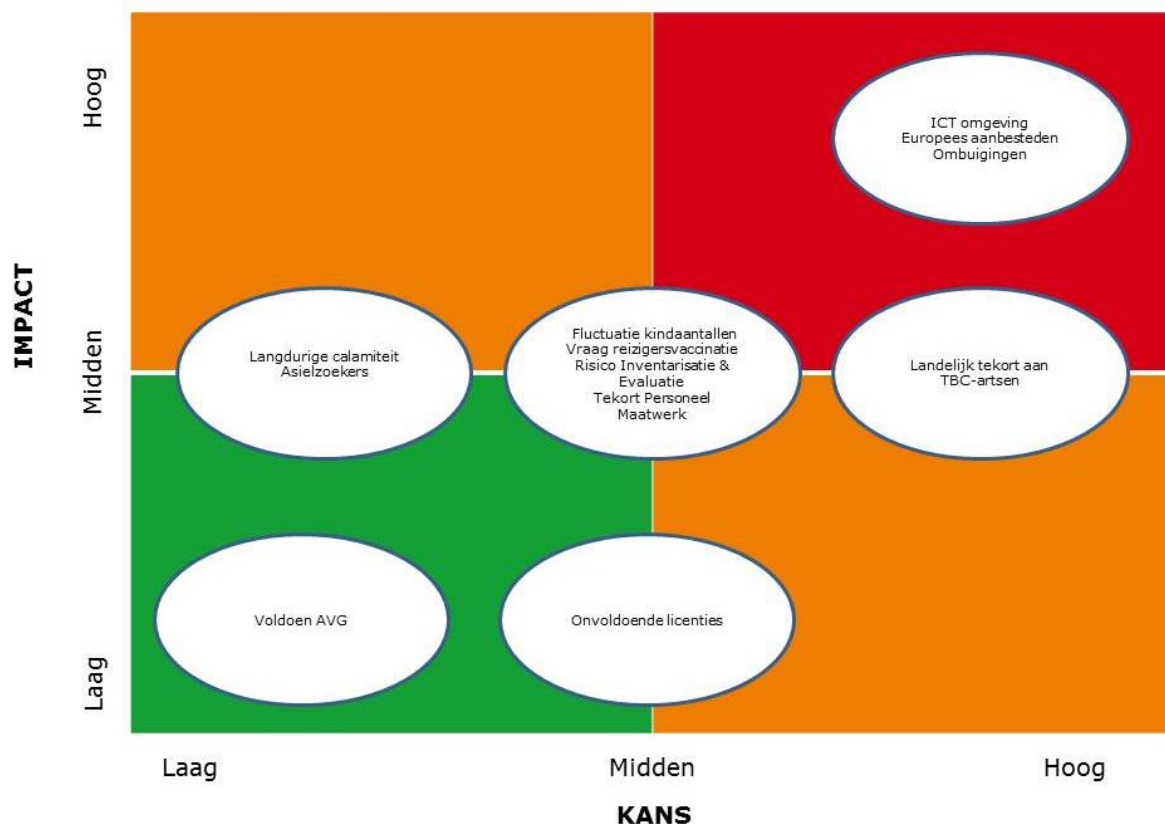 IMPACT
Hoog
Midden
Laag
ICT omgeving
Europees aanbesteden
Ombuigingen
Langdurige calamiteit
Asielzoekers
Fluctuatie kindaantallen
Vraag reizigersvaccinatie
Risico Inventarisatie &
Evaluatie
Tekort Personeel
Maatwerk
Landelijk tekort aan
TBC-artsen
Voldoen AVG
Onvoldoende licenties
Laag
Midden
Hoog
KANS